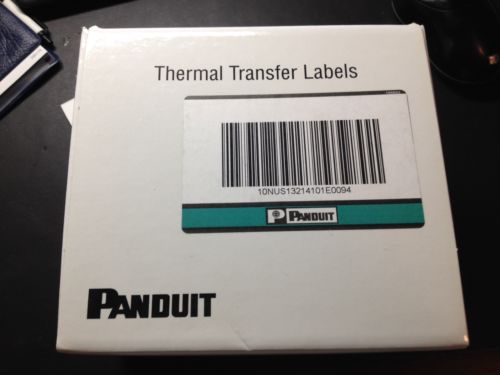 Thermal Transfer Labels
10NUS13214101E0094
P PANDUIT
PANDUIT